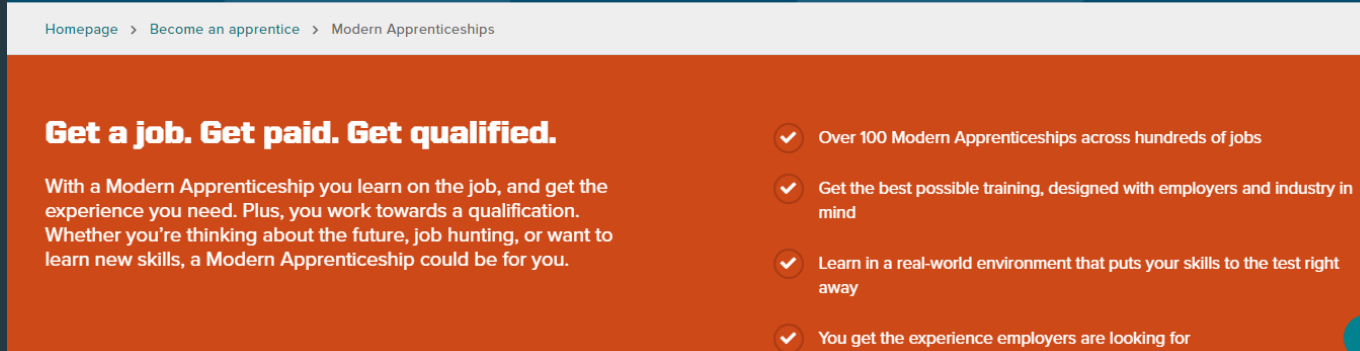 Homepage > Become an apprentice > Modern Apprenticeships
Get a job. Get paid. Get qualified.
With a Modern Apprenticeship you learn on the job, and get the
experience you need. Plus, you work towards a qualification.
Whether you’re thinking about the future, job hunting, or want to
learn new skills, a Modern Apprenticeship could be for you.
Over 100 Modern Apprenticeships across hundreds of jobs
Get the best possible training, designed with employers and industry in
mind
Learn in a real-world environment that puts your skills to the test right
away
You get the experience employers are looking for